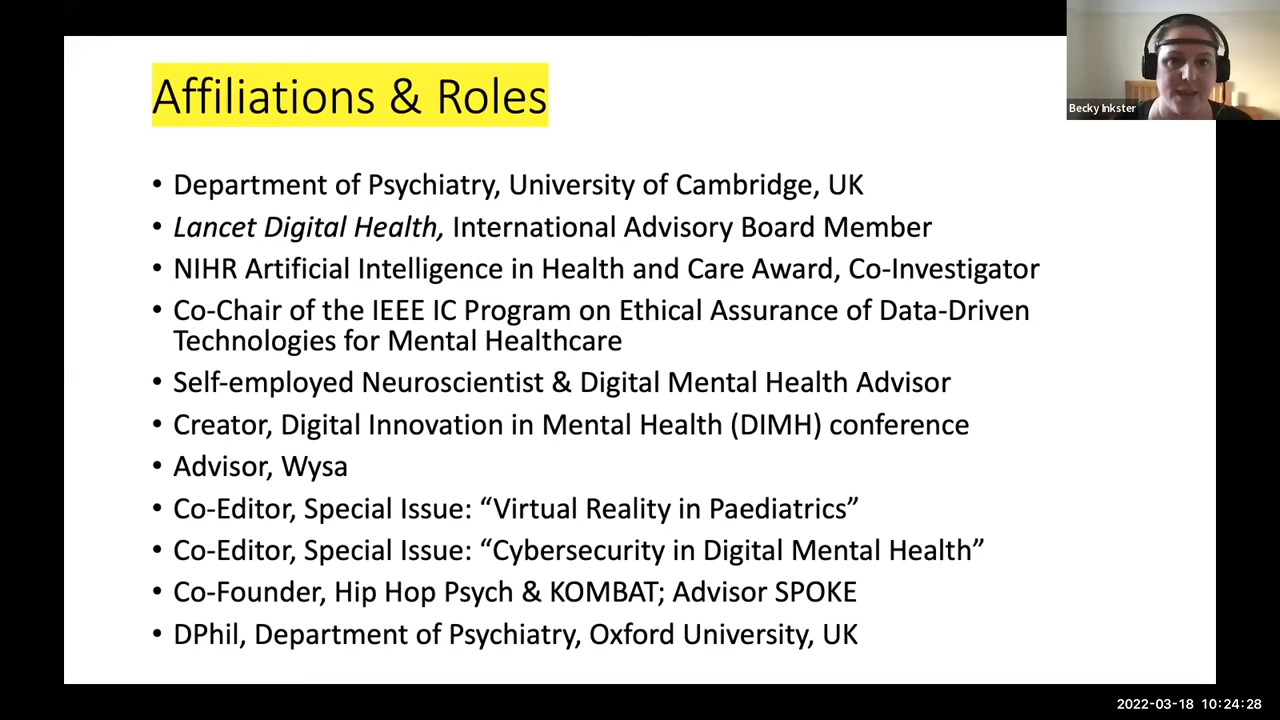 Affiliations & Roles
Becky Inkster
• Department of Psychiatry, University of Cambridge, UK
• Lancet Digital Health, International Advisory Board Member
• NIHR Artificial Intelligence in Health and Care Award, Co-Investigator
• Co-Chair of the IEEE IC Program on Ethical Assurance of Data-Driven
Technologies for Mental Healthcare
• Self-employed Neuroscientist & Digital Mental Health Advisor
• Creator, Digital Innovation in Mental Health (DIMH) conference
• Advisor, Wysa
• Co-Editor, Special Issue: “Virtual Reality in Paediatrics”
• Co-Editor, Special Issue: “Cybersecurity in Digital Mental Health”
• Co-Founder, Hip Hop Psych & KOMBAT; Advisor SPOKE
• DPhil, Department of Psychiatry, Oxford University, UK
2022-03-18 10:24:28